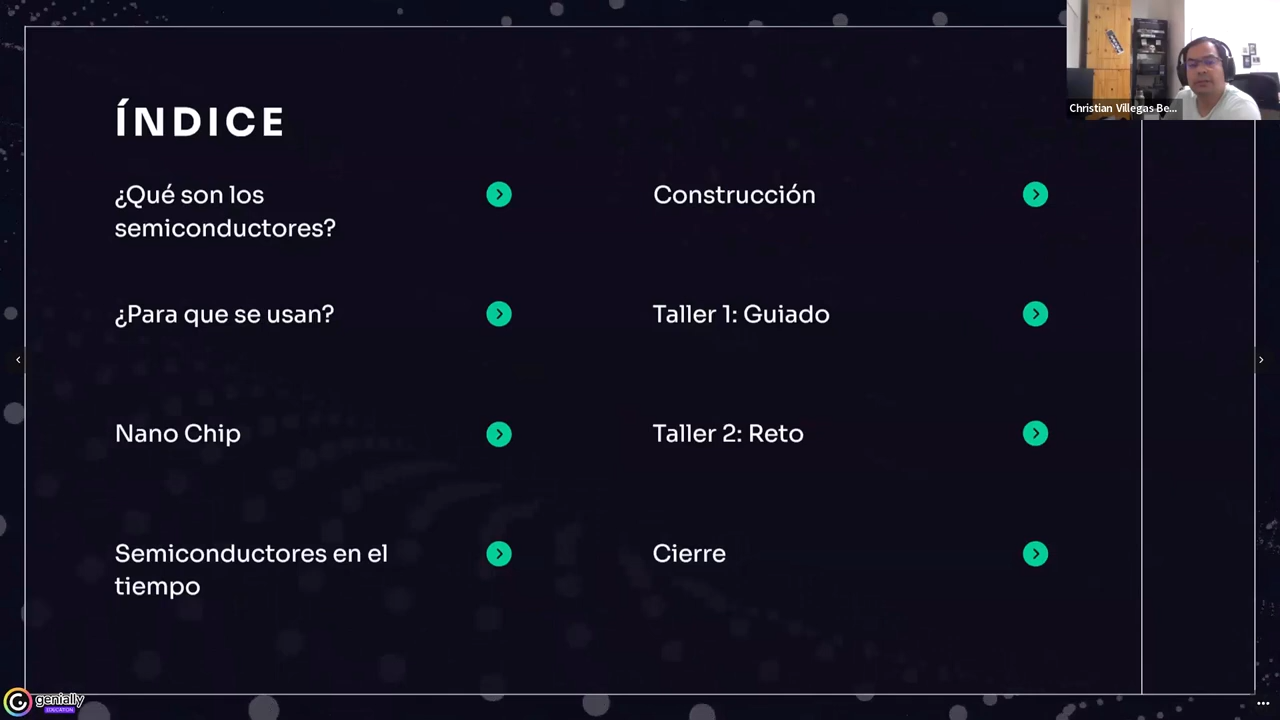 Christian Villegas Be...
ÍNDICE
¿Qué son los
semiconductores?
¿Para que se usan?
Nano Chip
Semiconductores en el
tiempo
Construcción
Taller 1: Guiado
Taller 2: Reto
Cierre
genially
EDUCATION